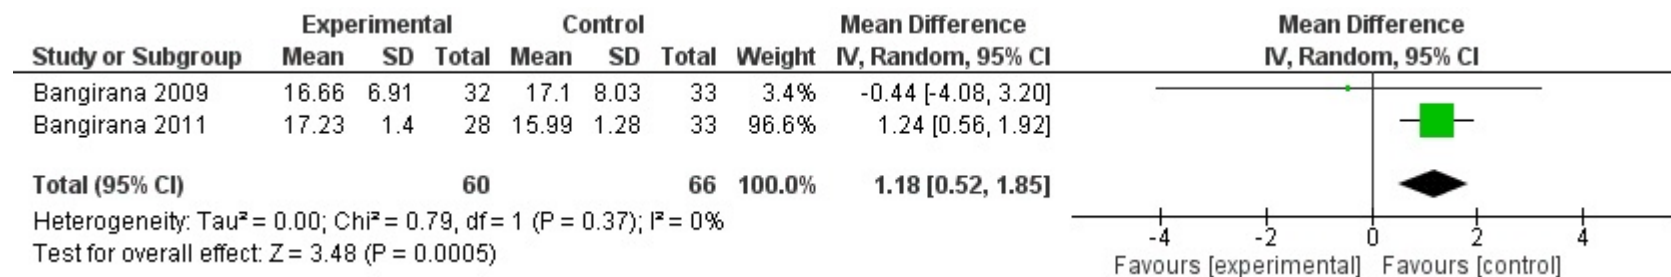 Experimental Control Mean Difference Mean Difference
Study or Subgroup Mean SD Total Mean SD Total Weight IV, Random, 95% CI IV, Random, 95% CI
Bangirana 2009 16.66 6.91 32 17.1 8.03 33 3.4% -0.44 [-4.08, 3.20]
Bangirana 2011 17.23 1.4 28 15.99 1.28 33 96.6% 1.24 [0.56, 1.92]
Total (95% CI) 60 66 100.0% 1.18 [0.52, 1.85]
Heterogeneity: Tau² = 0.00; Chi² = 0.79, df = 1 (P = 0.37); I² = 0%
Test for overall effect: Z = 3.48 (P = 0.0005)
-4 -2 0 2 4
Favours [experimental] Favours [control]